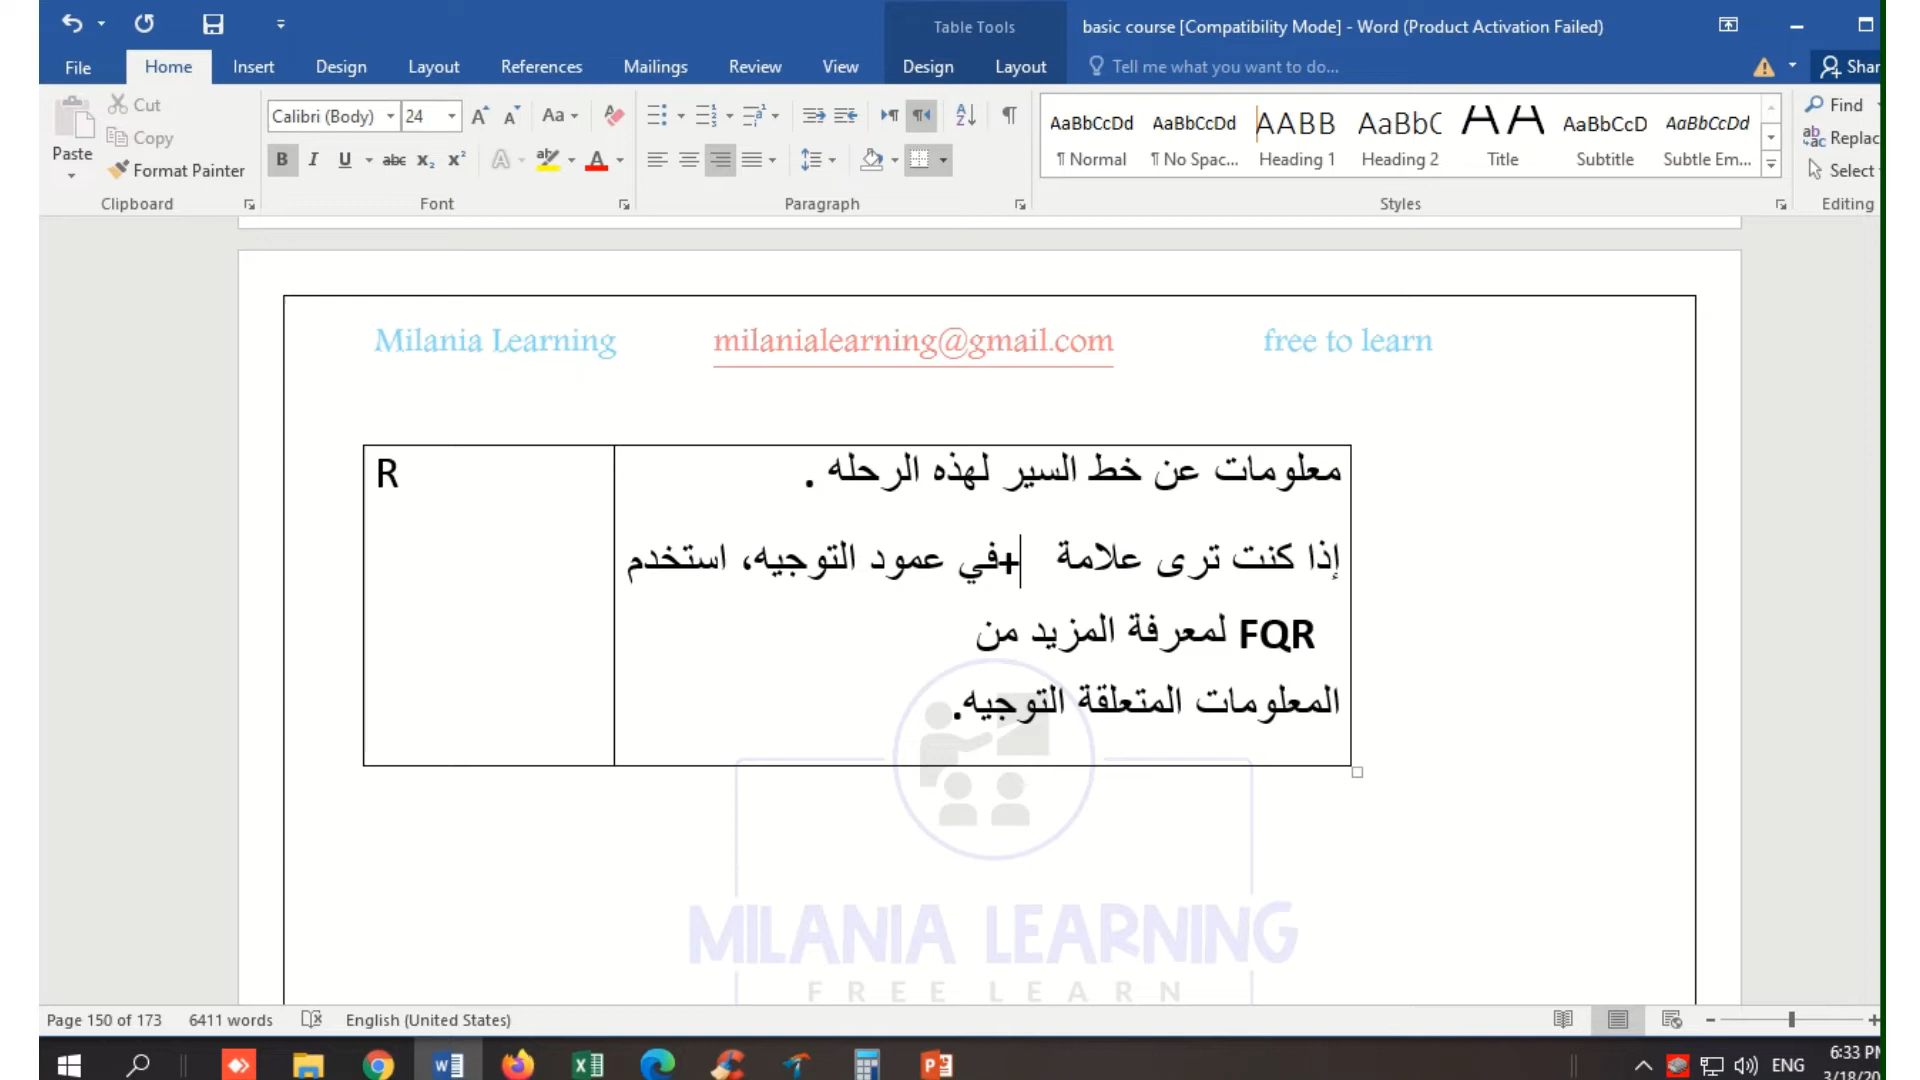 basic course [Compatibility Mode] - Word (Product Activation Failed)
Table Tools
File Home Insert Design Layout References Mailings Review View Design Layout Tell me what you want to do...
Paste
Cut
Copy
Format Painter
Clipboard
Calibri (Body) 24
Font
Paragraph
AaBbCcDd AaBbCcDd AABB AaBbC AA AaBbCcD AaBbCcDd
¶ Normal ¶ No Spac... Heading 1 Heading 2 Title Subtitle Subtle Em...
Styles
Find
Select
Editing
Milania Learning milanialearning@gmail.com free to learn
R
معلومات عن خط السير لهذه الرحله .
إذا كنت ترى علامة +في عمود التوجيه، استخدم
FQR لمعرفة المزيد من
المعلومات المتعلقة التوجيه.
MILANIA LEARNING
FREE LEARN
Page 150 of 173 6411 words English (United States)
ENG